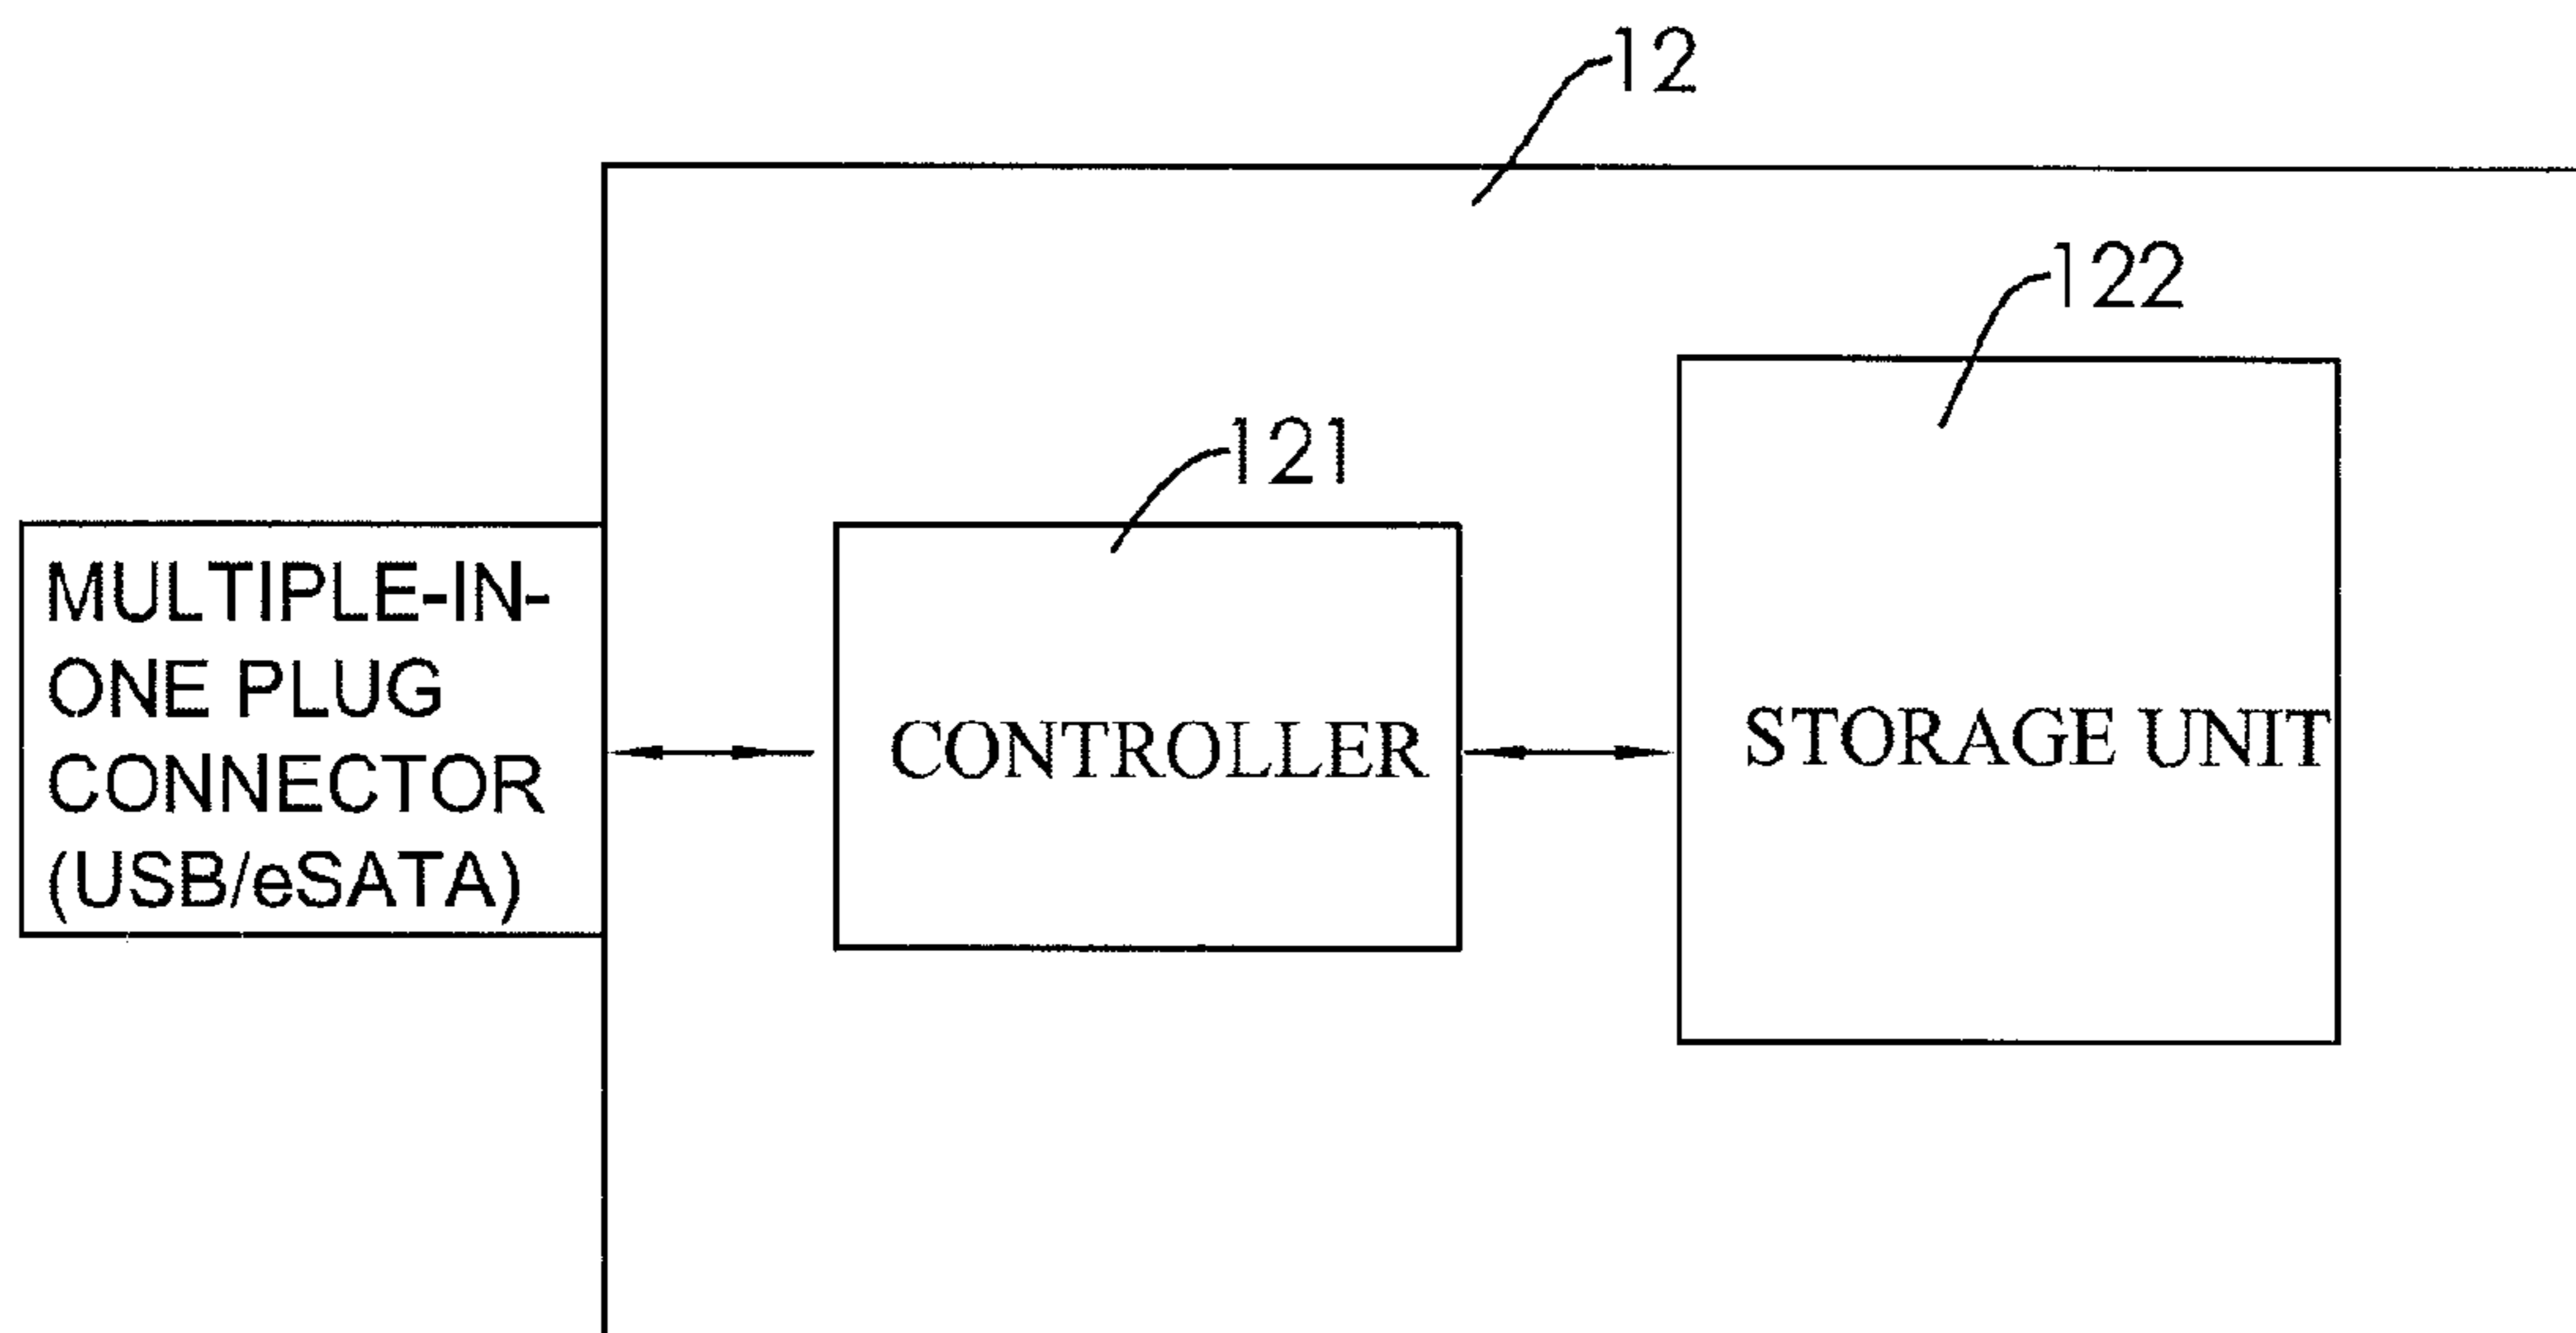 12
122
121
MULTIPLE-IN-
ONE PLUG
CONNECTOR
(USB/eSATA)
CONTROLLER
STORAGE UNIT